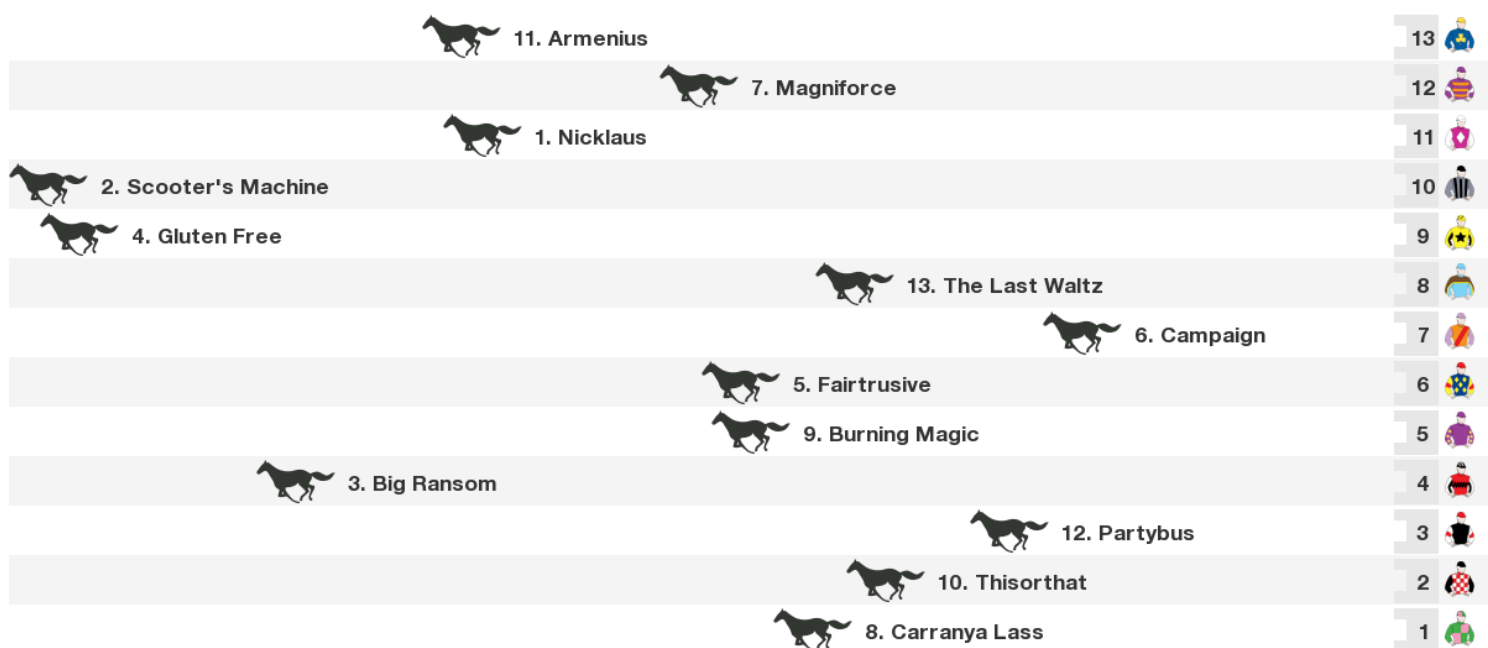 11. Armenius 13
7. Magniforce 12
1. Nicklaus 11
2. Scooter's Machine 10
4. Gluten Free 9
13. The Last Waltz 8
6. Campaign 7
5. Fairtrusive 6
9. Burning Magic 5
3. Big Ransom 4
12. Partybus 3
10. Thisorthat 2
8. Carranya Lass 1